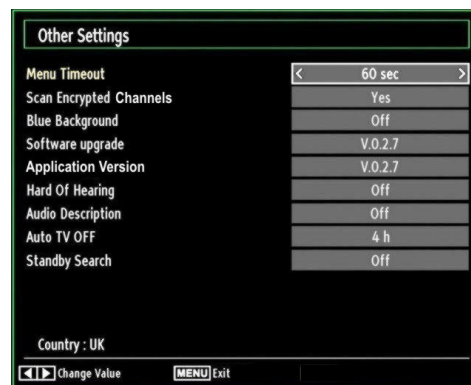 Other Settings
Menu Timeout < 60 sec >
Scan Encrypted Channels Yes
Blue Background Off
Software upgrade V.0.2.7
Application Version V.0.2.7
Hard Of Hearing Off
Audio Description Off
Auto TV OFF 4 h
Standby Search Off
Country : UK
Change Value MENU Exit